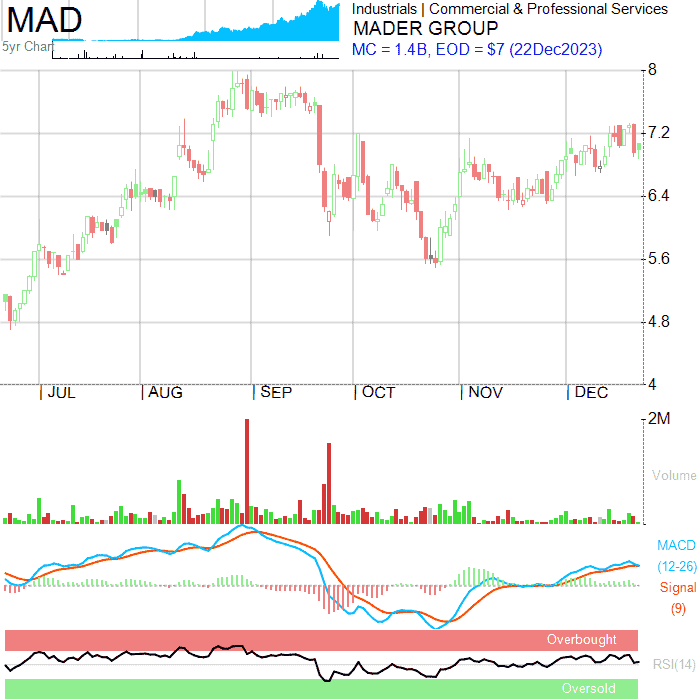 MAD
5yr Chart
Industrials | Commercial & Professional Services
MADER GROUP
MC = 1.4B, EOD = $7 (22Dec2023)
8
7.2
6.4
5.6
4.8
4
| JUL | AUG | SEP | OCT | NOV | DEC
2M
Volume
MACD
(12-26)
Signal
(9)
Overbought
RSI(14)
Oversold